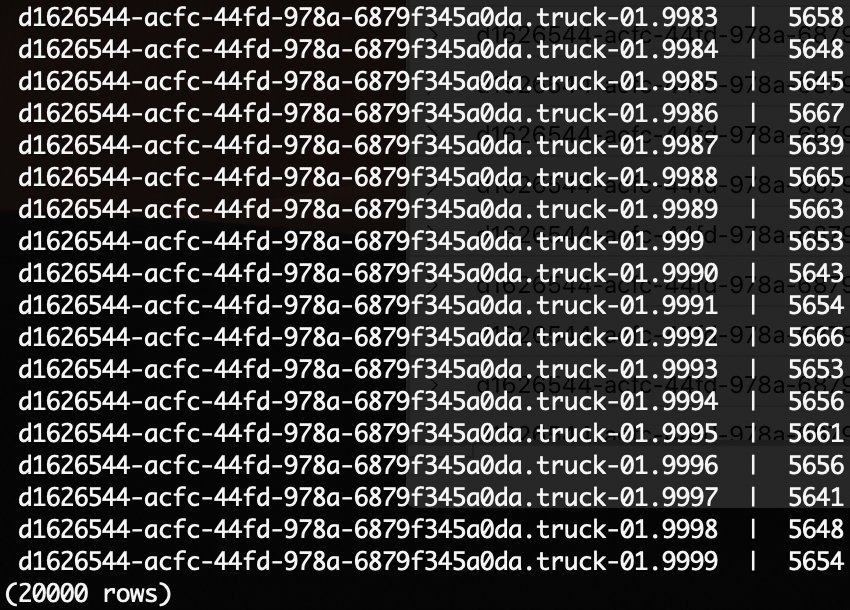 d1626544-acfc-44fd-978a-6879f345a0da.truck-01.9983 | 5658
d1626544-acfc-44fd-978a-6879f345a0da.truck-01.9984 | 5648
d1626544-acfc-44fd-978a-6879f345a0da.truck-01.9985 | 5645
d1626544-acfc-44fd-978a-6879f345a0da.truck-01.9986 | 5667
d1626544-acfc-44fd-978a-6879f345a0da.truck-01.9987 | 5639
d1626544-acfc-44fd-978a-6879f345a0da.truck-01.9988 | 5665
d1626544-acfc-44fd-978a-6879f345a0da.truck-01.9989 | 5663
d1626544-acfc-44fd-978a-6879f345a0da.truck-01.999 | 5653
d1626544-acfc-44fd-978a-6879f345a0da.truck-01.9990 | 5643
d1626544-acfc-44fd-978a-6879f345a0da.truck-01.9991 | 5654
d1626544-acfc-44fd-978a-6879f345a0da.truck-01.9992 | 5666
d1626544-acfc-44fd-978a-6879f345a0da.truck-01.9993 | 5653
d1626544-acfc-44fd-978a-6879f345a0da.truck-01.9994 | 5656
d1626544-acfc-44fd-978a-6879f345a0da.truck-01.9995 | 5661
d1626544-acfc-44fd-978a-6879f345a0da.truck-01.9996 | 5656
d1626544-acfc-44fd-978a-6879f345a0da.truck-01.9997 | 5641
d1626544-acfc-44fd-978a-6879f345a0da.truck-01.9998 | 5648
d1626544-acfc-44fd-978a-6879f345a0da.truck-01.9999 | 5654
(20000 rows)